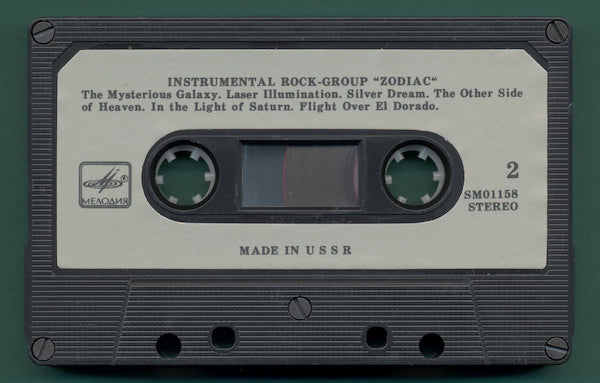 INSTRUMENTAL ROCK-GROUP "ZODIAC"
The Mysterious Galaxy. Laser Illumination. Silver Dream. The Other Side
of Heaven. In the Light of Saturn. Flight Over El Dorado.
МЕЛОДИЯ
2
SM01158
STEREO
MADE IN USSR